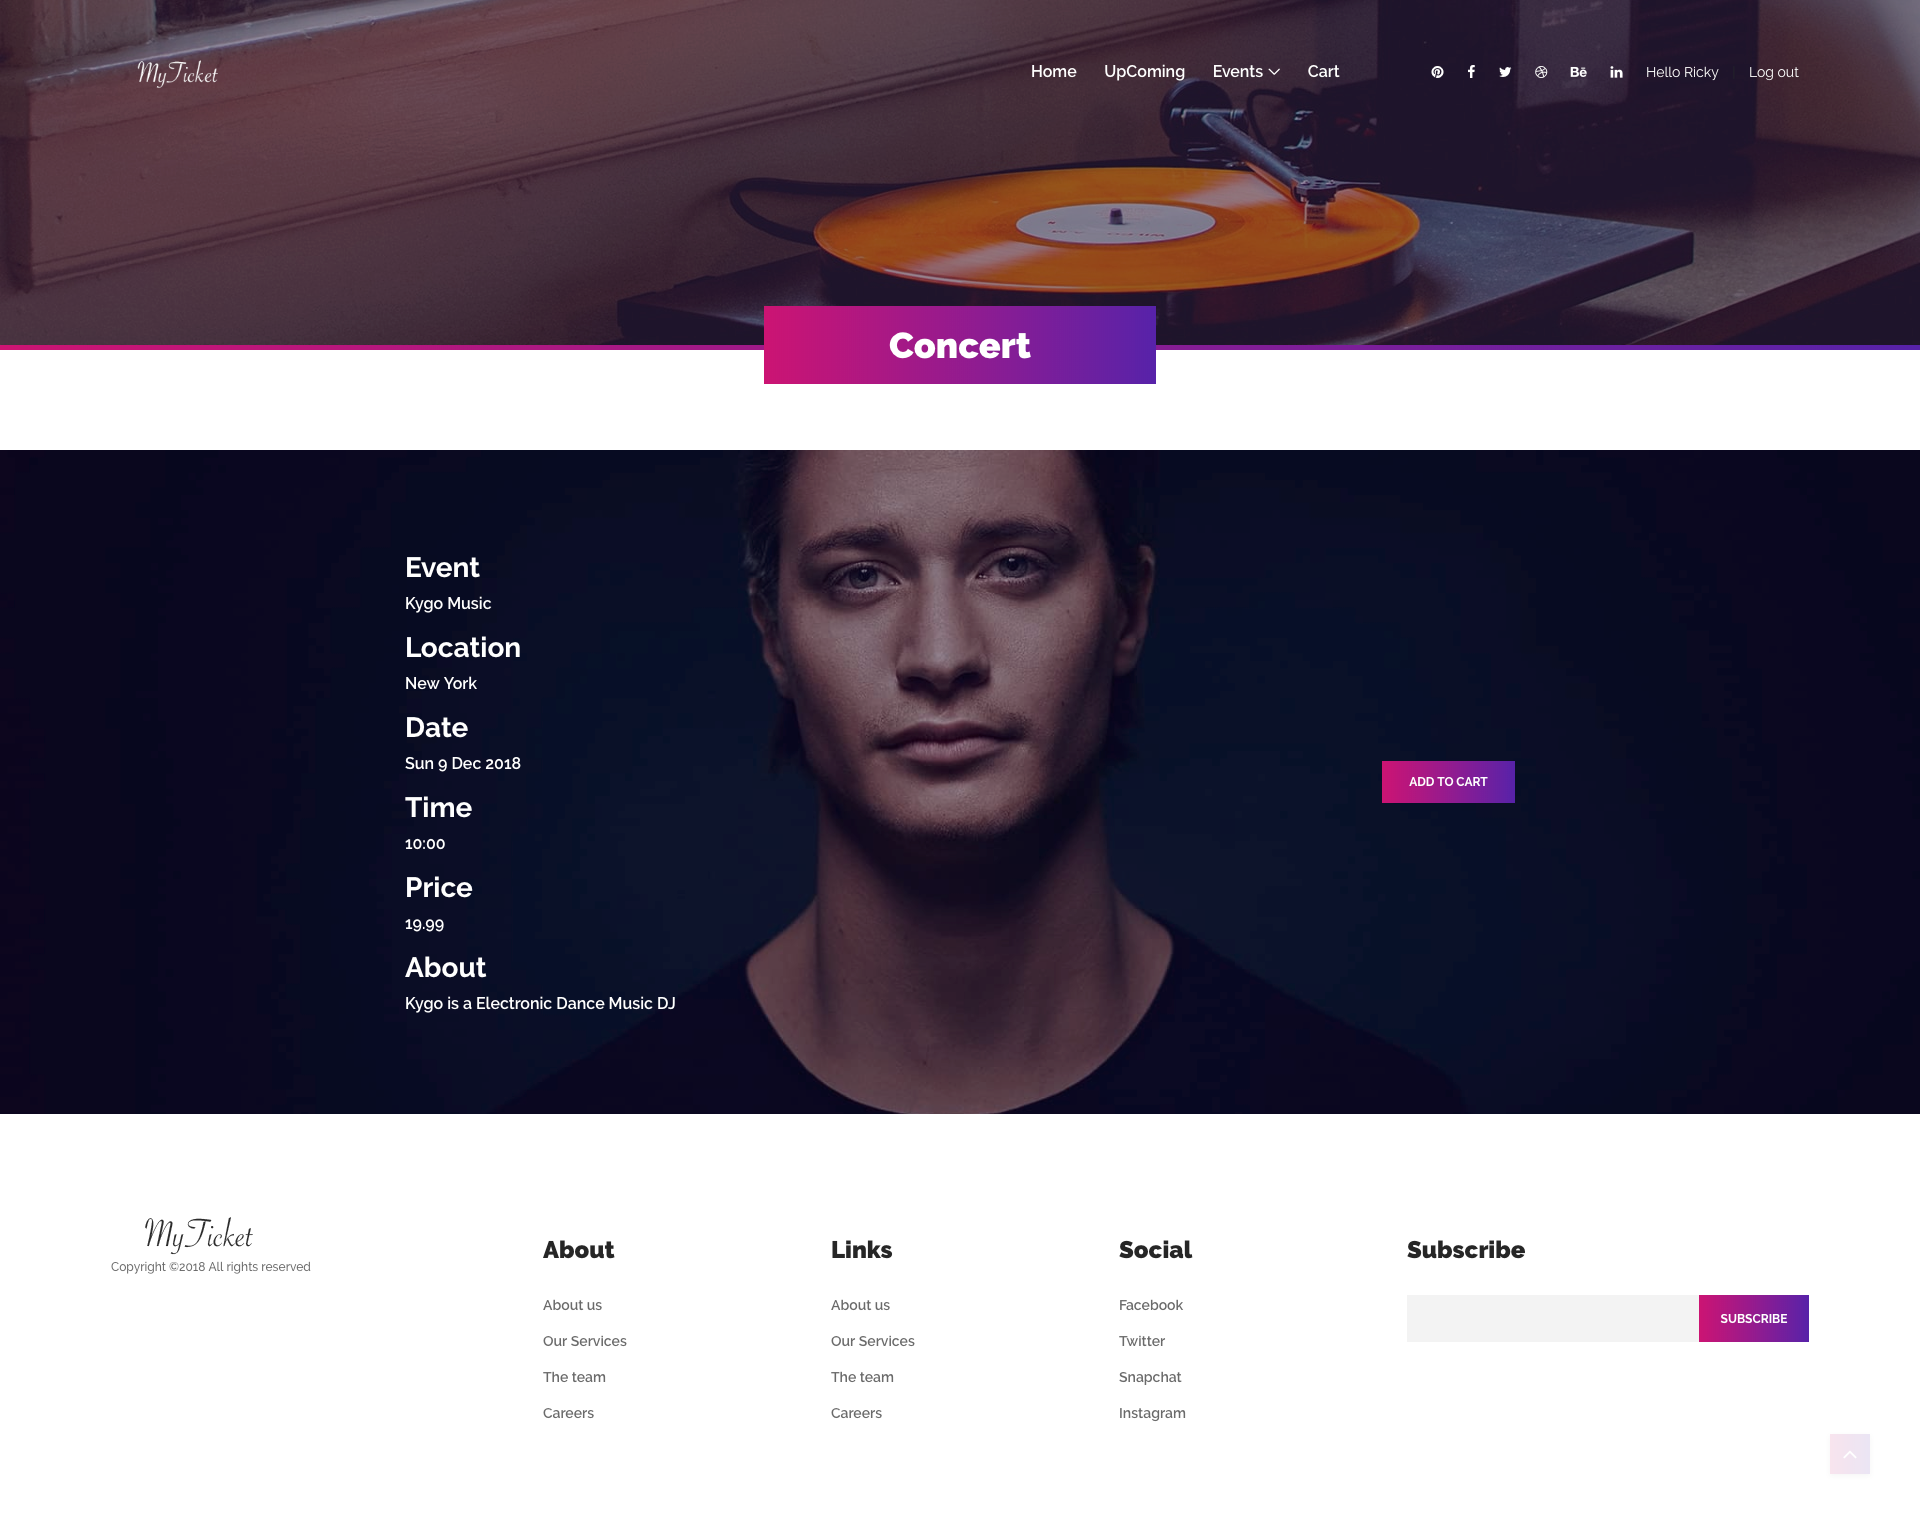 MyTicket
Home UpComing Events Cart Bē in Hello Ricky Log out
Concert
Event
Kygo Music
Location
New York
Date
Sun 9 Dec 2018
Time
10:00
Price
19.99
About
Kygo is a Electronic Dance Music DJ
ADD TO CART
MyTicket
Copyright ©2018 All rights reserved
About
About us
Our Services
The team
Careers
Links
About us
Our Services
The team
Careers
Social
Facebook
Twitter
Snapchat
Instagram
Subscribe
SUBSCRIBE